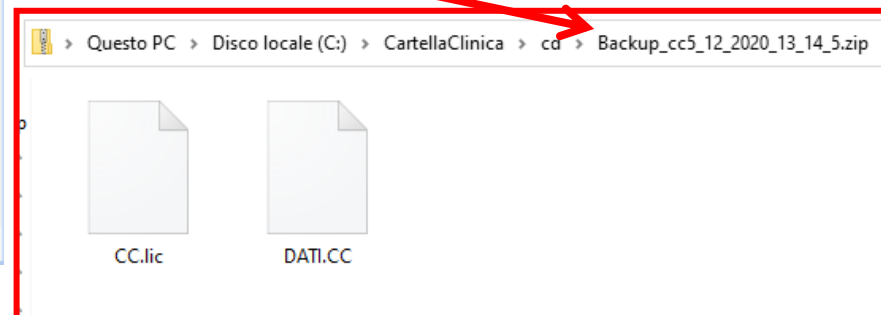 > Questo PC > Disco locale (C:) > CartellaClinica > cd > Backup_cc5_12_2020_13_14_5.zip
CC.lic
DATI.CC